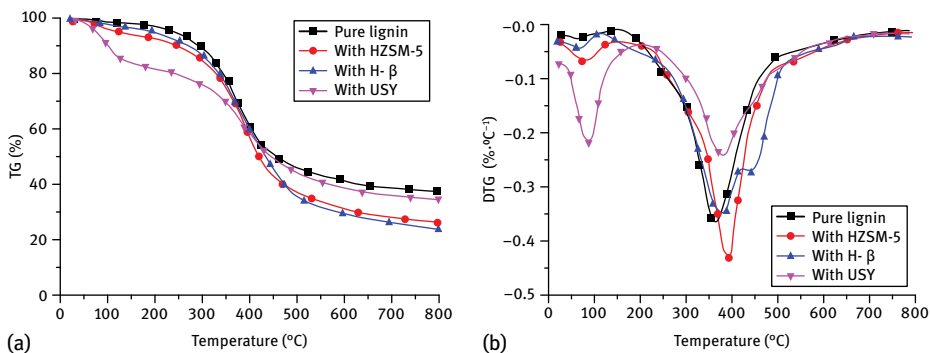 100
80
60
40
20
0
TG (%)
0 100 200 300 400 500 600 700 800
Temperature (ºC)
Pure lignin
With HZSM-5
With H- β
With USY
(a)
−0.0
−0.1
−0.2
−0.3
−0.4
−0.5
DTG (%·ºC⁻¹)
0 100 200 300 400 500 600 700 800
Temperature (ºC)
Pure lignin
With HZSM-5
With H- β
With USY
(b)